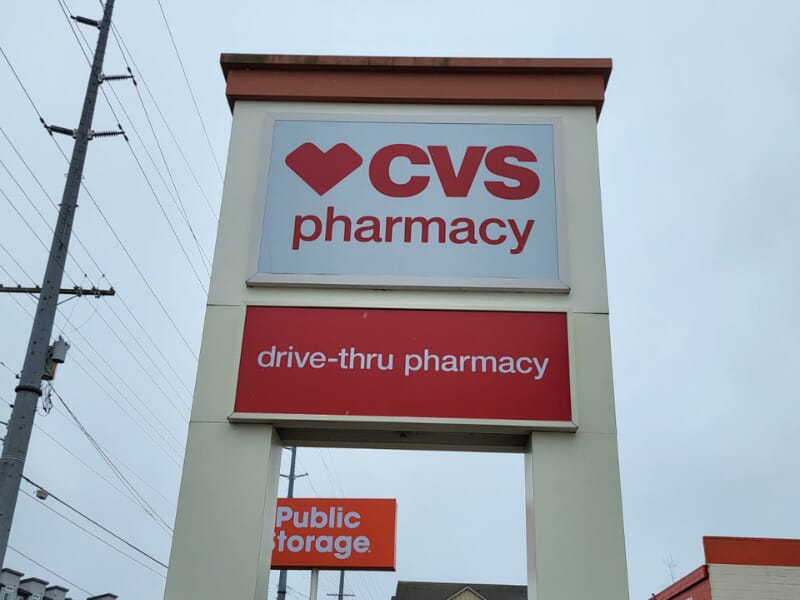 CVS
pharmacy
drive-thru pharmacy
Public
Storage